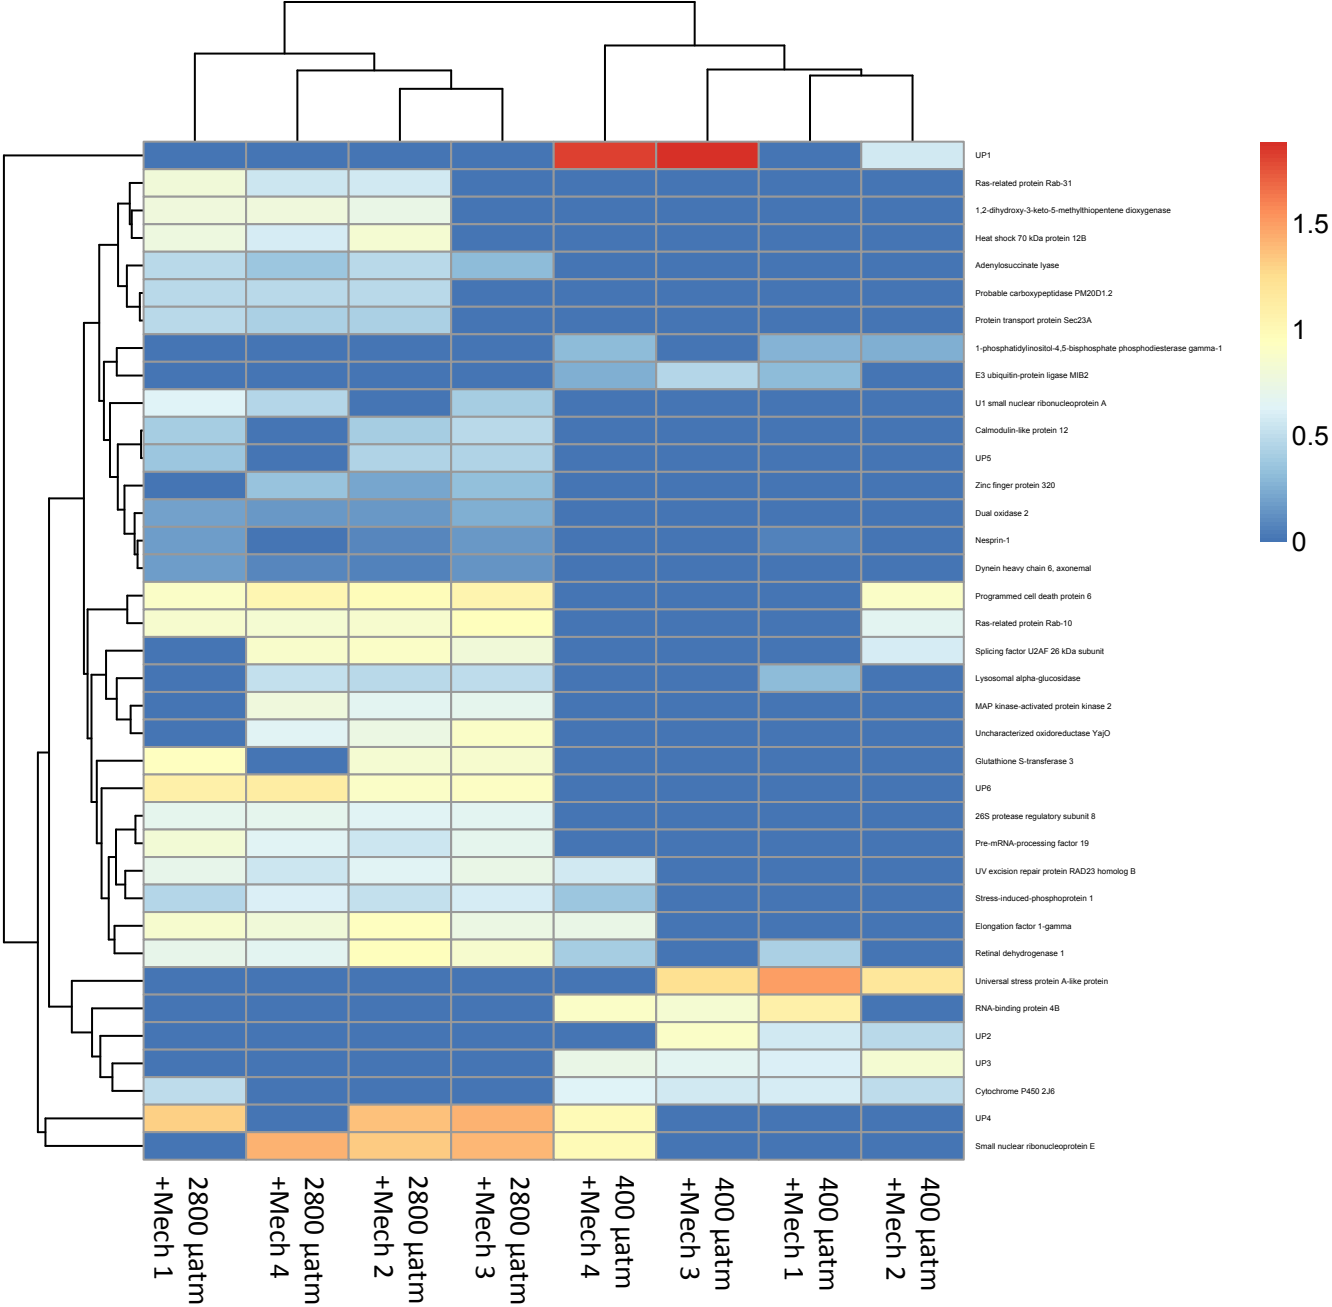 UP1
Ras-related protein Rab-31
1,2-dihydroxy-3-keto-5-methylthiopentene dioxygenase
Heat shock 70 kDa protein 12B
Adenylosuccinate lyase
Probable carboxypeptidase PM20D1.2
Protein transport protein Sec23A
1-phosphatidylinositol-4,5-bisphosphate phosphodiesterase gamma-1
E3 ubiquitin-protein ligase MIB2
U1 small nuclear ribonucleoprotein A
Calmodulin-like protein 12
UP5
Zinc finger protein 320
Dual oxidase 2
Nesprin-1
Dynein heavy chain 6, axonemal
Programmed cell death protein 6
Ras-related protein Rab-10
Splicing factor U2AF 26 kDa subunit
Lysosomal alpha-glucosidase
MAP kinase-activated protein kinase 2
Uncharacterized oxidoreductase YajO
Glutathione S-transferase 3
UP6
26S protease regulatory subunit 8
Pre-mRNA-processing factor 19
UV excision repair protein RAD23 homolog B
Stress-induced-phosphoprotein 1
Elongation factor 1-gamma
Retinal dehydrogenase 1
Universal stress protein A-like protein
RNA-binding protein 4B
UP2
UP3
Cytochrome P450 2J6
UP4
Small nuclear ribonucleoprotein E
1.5
1
0.5
0
2800 µatm
+Mech 1
2800 µatm
+Mech 4
2800 µatm
+Mech 2
2800 µatm
+Mech 3
400 µatm
+Mech 4
400 µatm
+Mech 3
400 µatm
+Mech 1
400 µatm
+Mech 2